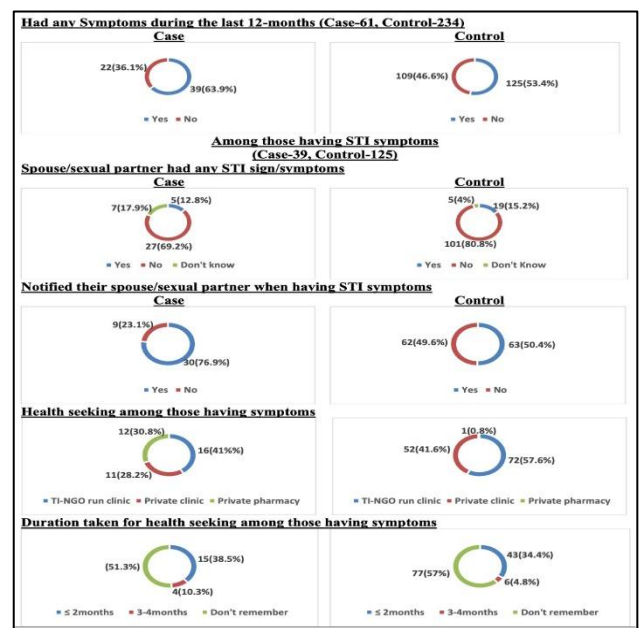 Had any Symptoms during the last 12-months (Case-61, Control-234)
Case Control
22(36.1%) 39(63.9%) 109(46.6%) 125(53.4%)
Yes No Yes No
Among those having STI symptoms
(Case-39, Control-125)
Spouse/sexual partner had any STI sign/symptoms
Case Control
7(17.9%) 5(12.8%) 5(4%) 19(15.2%)
27(69.2%) 101(80.8%)
Yes No Don't know Yes No Don't Know
Notified their spouse/sexual partner when having STI symptoms
Case Control
9(23.1%) 30(76.9%) 62(49.6%) 63(50.4%)
Yes No Yes No
Health seeking among those having symptoms
12(30.8%) 16(41%%) 1(0.8%)
11(28.2%) 52(41.6%) 72(57.6%)
TI-NGO run clinic Private clinic Private pharmacy TI-NGO run clinic Private clinic Private pharmacy
Duration taken for health seeking among those having symptoms
(51.3%) 15(38.5%) 43(34.4%)
4(10.3%) 77(57%) 6(4.8%)
≤ 2months 3-4months Don't remember ≤ 2months 3-4months Don't remember